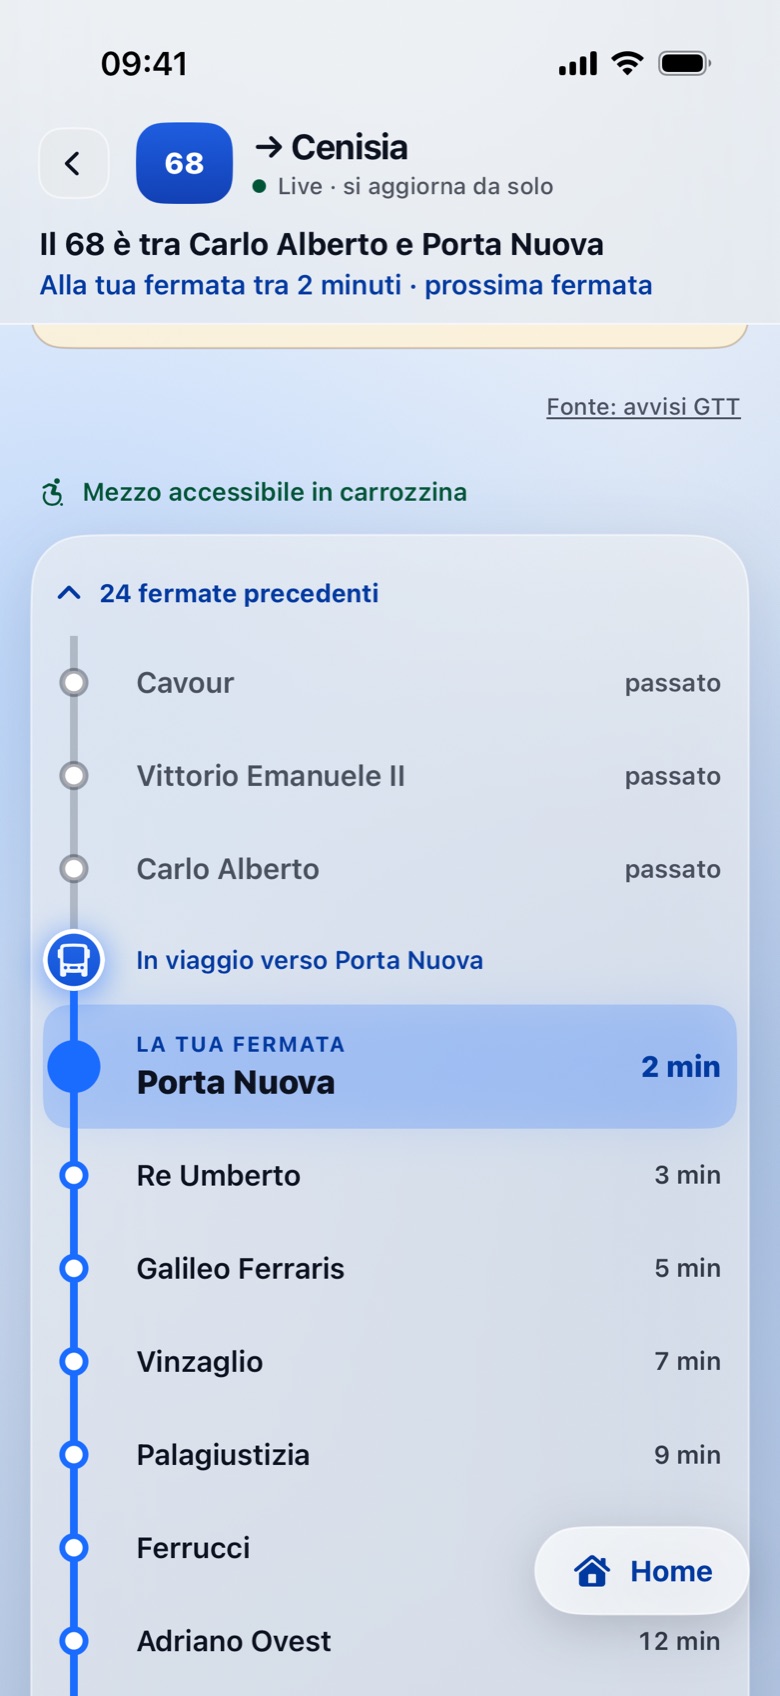 09:41
68
→ Cenisia
Live · si aggiorna da solo
Il 68 è tra Carlo Alberto e Porta Nuova
Alla tua fermata tra 2 minuti · prossima fermata
Fonte: avvisi GTT
Mezzo accessibile in carrozzina
24 fermate precedenti
Cavour passato
Vittorio Emanuele II passato
Carlo Alberto passato
In viaggio verso Porta Nuova
LA TUA FERMATA
Porta Nuova 2 min
Re Umberto 3 min
Galileo Ferraris 5 min
Vinzaglio 7 min
Palagiustizia 9 min
Ferrucci
Home
Adriano Ovest 12 min